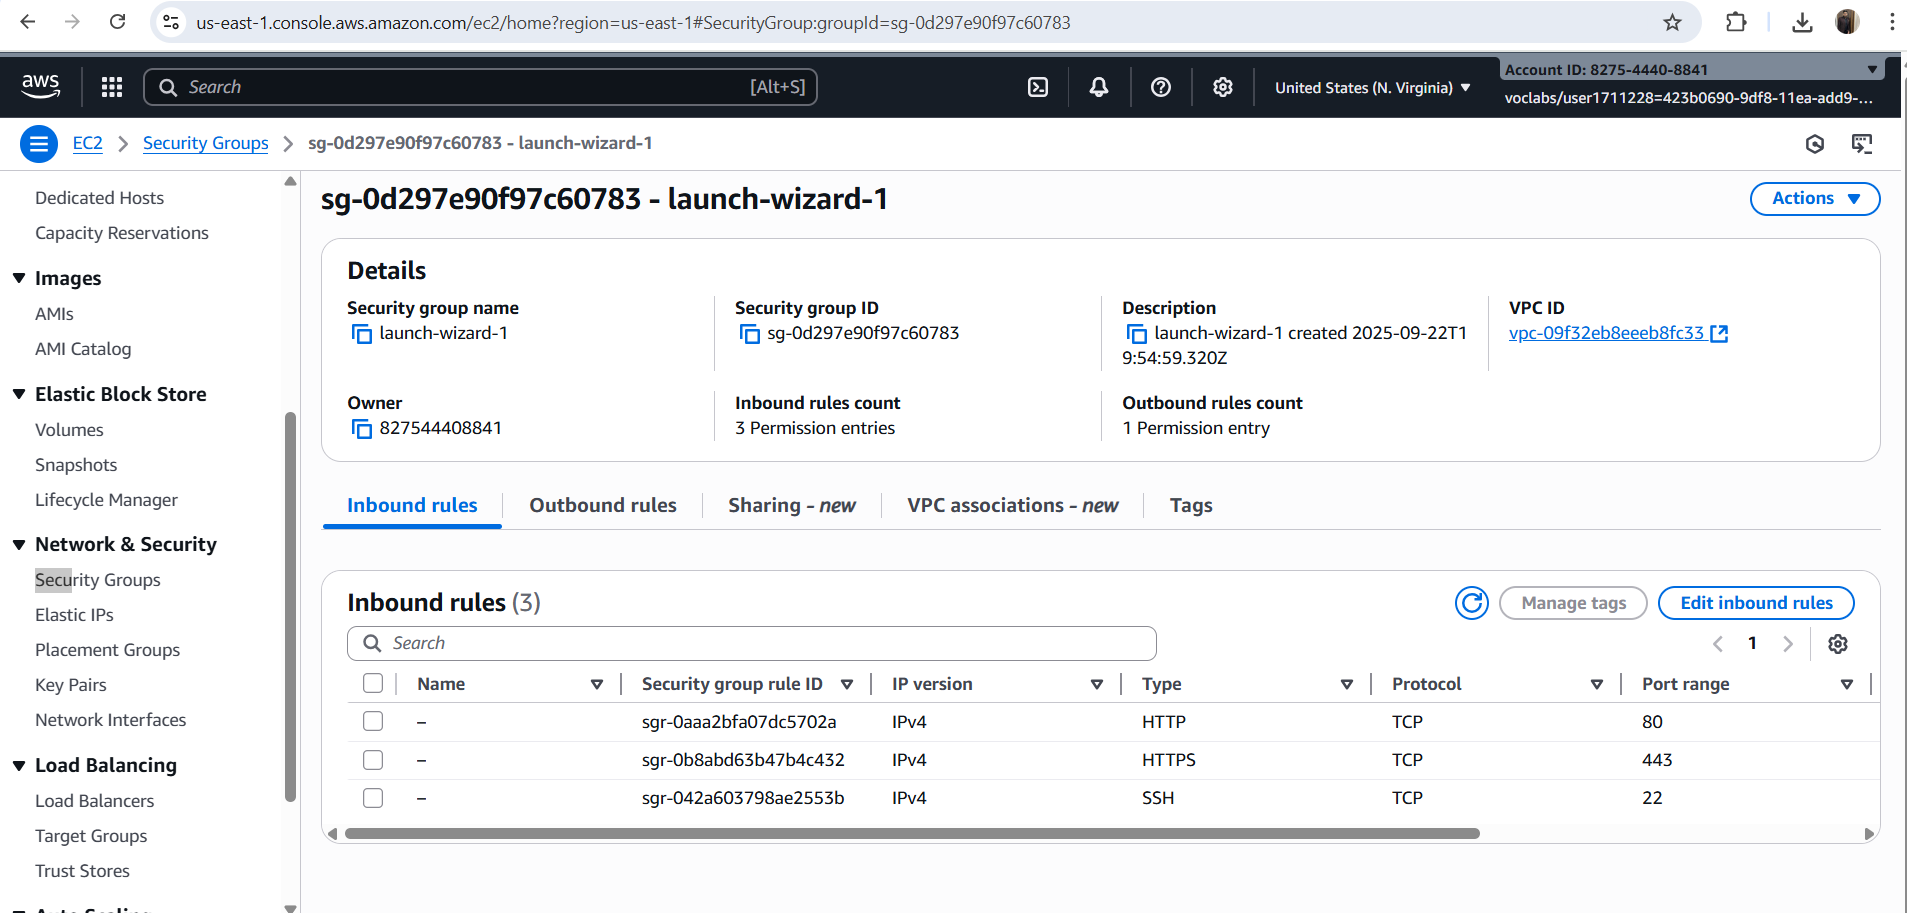 us-east-1.console.aws.amazon.com/ec2/home?region=us-east-1#SecurityGroup:groupId=sg-0d297e90f97c60783
aws
Search [Alt+S]
United States (N. Virginia)
Account ID: 8275-4440-8841
voclabs/user1711228=423b0690-9df8-11ea-add9-...
EC2 Security Groups sg-0d297e90f97c60783 - launch-wizard-1
Dedicated Hosts
Capacity Reservations
Images
AMIs
AMI Catalog
Elastic Block Store
Volumes
Snapshots
Lifecycle Manager
Network & Security
Security Groups
Elastic IPs
Placement Groups
Key Pairs
Network Interfaces
Load Balancing
Load Balancers
Target Groups
Trust Stores
Auto Scaling
sg-0d297e90f97c60783 - launch-wizard-1
Actions
Details
Security group name
launch-wizard-1
Security group ID
sg-0d297e90f97c60783
Description
launch-wizard-1 created 2025-09-22T1
9:54:59.320Z
VPC ID
vpc-09f32eb8eeeb8fc33
Owner
827544408841
Inbound rules count
3 Permission entries
Outbound rules count
1 Permission entry
Inbound rules Outbound rules Sharing - new VPC associations - new Tags
Inbound rules (3)
Manage tags Edit inbound rules
Search
1
Name Security group rule ID IP version Type Protocol Port range
– sgr-0aaa2bfa07dc5702a IPv4 HTTP TCP 80
– sgr-0b8abd63b47b4c432 IPv4 HTTPS TCP 443
– sgr-042a603798ae2553b IPv4 SSH TCP 22